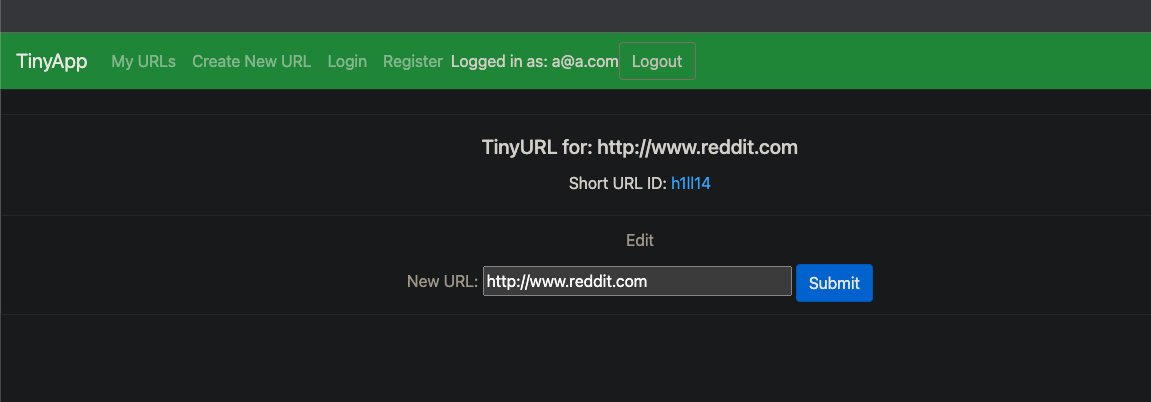 TinyApp My URLs Create New URL Login Register Logged in as: a@a.com Logout
TinyURL for: http://www.reddit.com
Short URL ID: h1ll14
Edit
New URL: http://www.reddit.com Submit